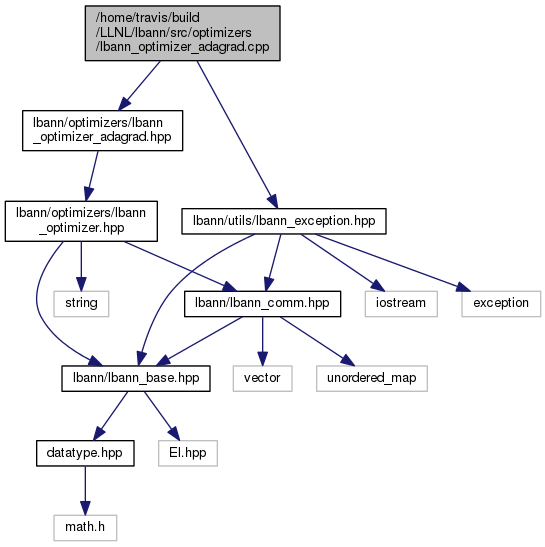 /home/travis/build
/LLNL/lbann/src/optimizers
/lbann_optimizer_adagrad.cpp
lbann/optimizers/lbann
_optimizer_adagrad.hpp
lbann/optimizers/lbann
_optimizer.hpp
lbann/utils/lbann_exception.hpp
string
lbann/lbann_comm.hpp
iostream
exception
lbann/lbann_base.hpp
vector
unordered_map
datatype.hpp
El.hpp
math.h